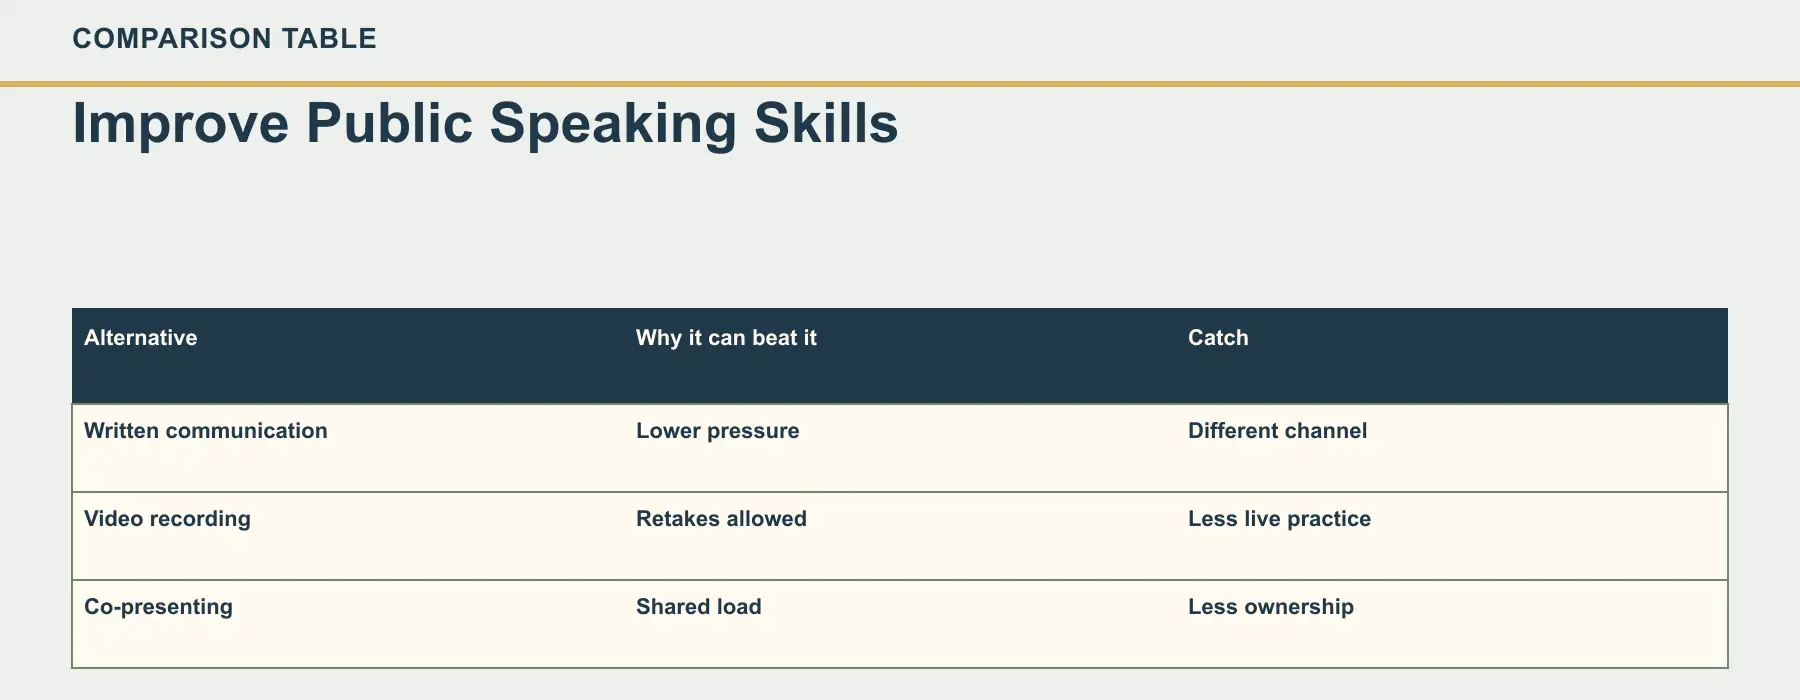 COMPARISON TABLE
Improve Public Speaking Skills
Alternative Why it can beat it Catch
Written communication Lower pressure Different channel
Video recording Retakes allowed Less live practice
Co-presenting Shared load Less ownership